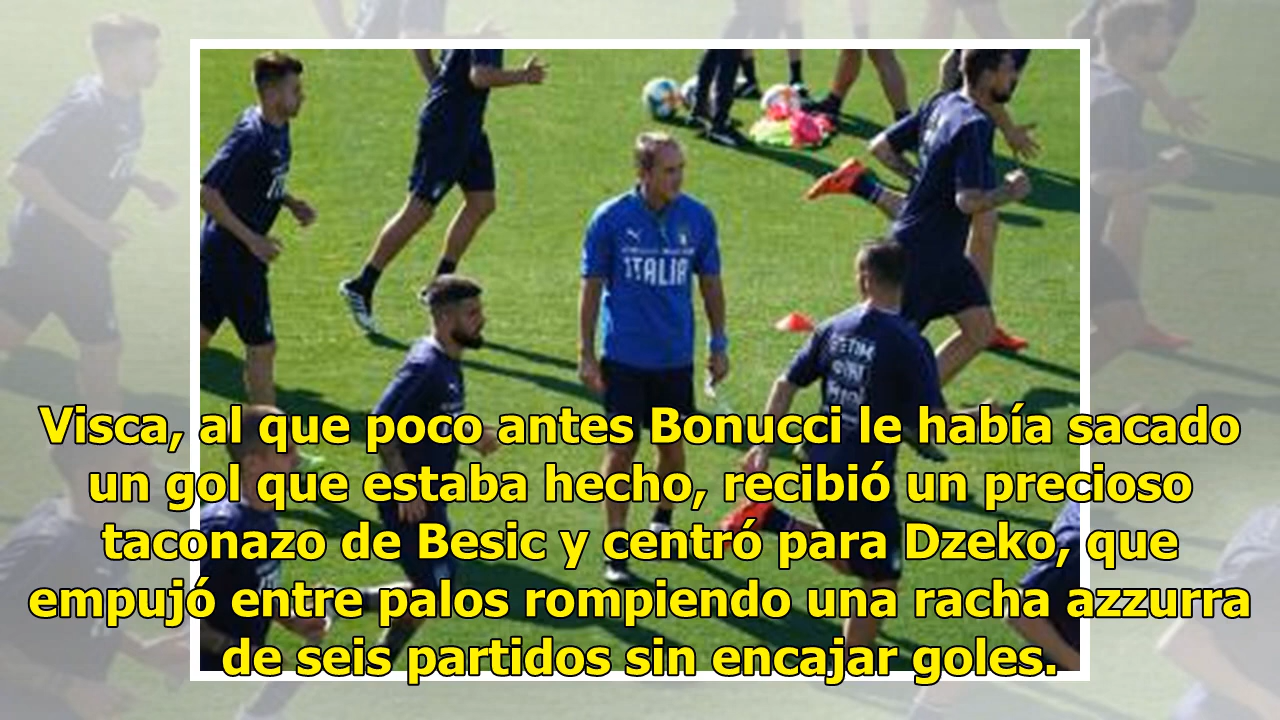 ITALIA
Visca, al que poco antes Bonucci le había sacado
un gol que estaba hecho, recibió un precioso
taconazo de Besic y centró para Dzeko, que
empujó entre palos rompiendo una racha azzurra
de seis partidos sin encajar goles.